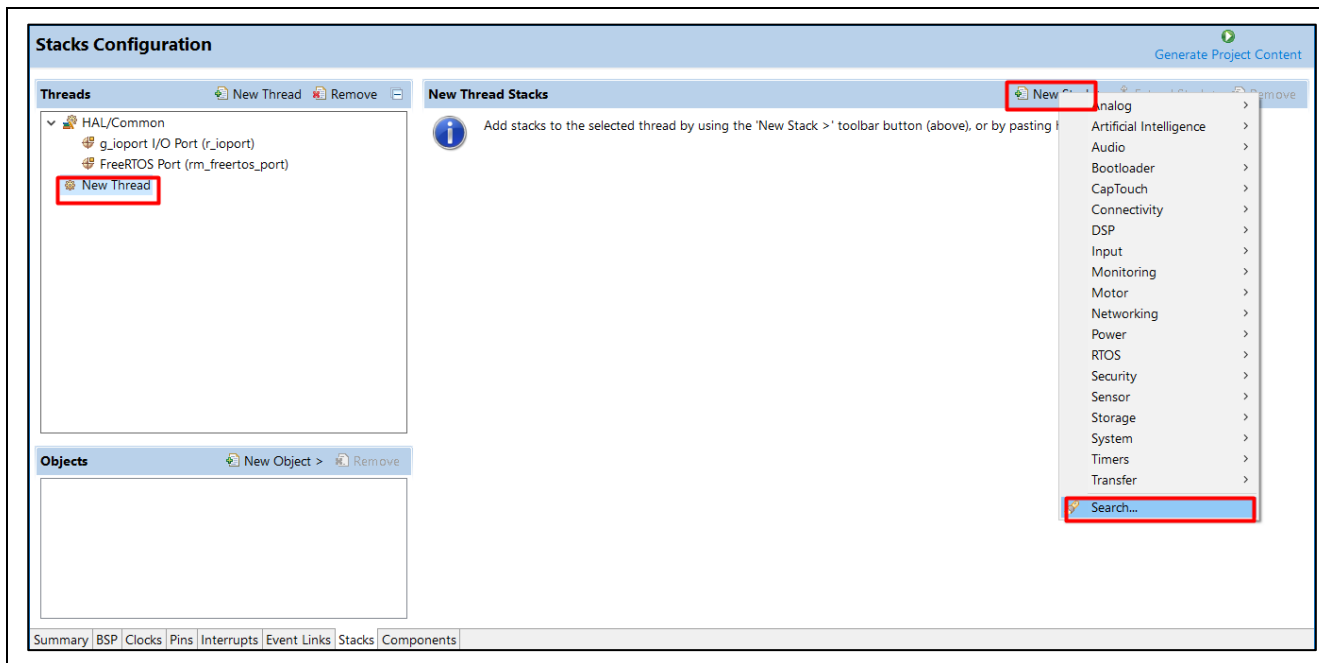 Stacks Configuration
Generate Project Content
Threads
New Thread
Remove
HAL/Common
g_ioport I/O Port (r_ioport)
FreeRTOS Port (rm_freertos_port)
New Thread
Objects
New Object >
Remove
New Thread Stacks
New
Add stacks to the selected thread by using the 'New Stack >' toolbar button (above), or by pasting
Analog
Artificial Intelligence
Audio
Bootloader
CapTouch
Connectivity
DSP
Input
Monitoring
Motor
Networking
Power
RTOS
Security
Sensor
Storage
System
Timers
Transfer
Search...
Summary BSP Clocks Pins Interrupts Event Links Stacks Components